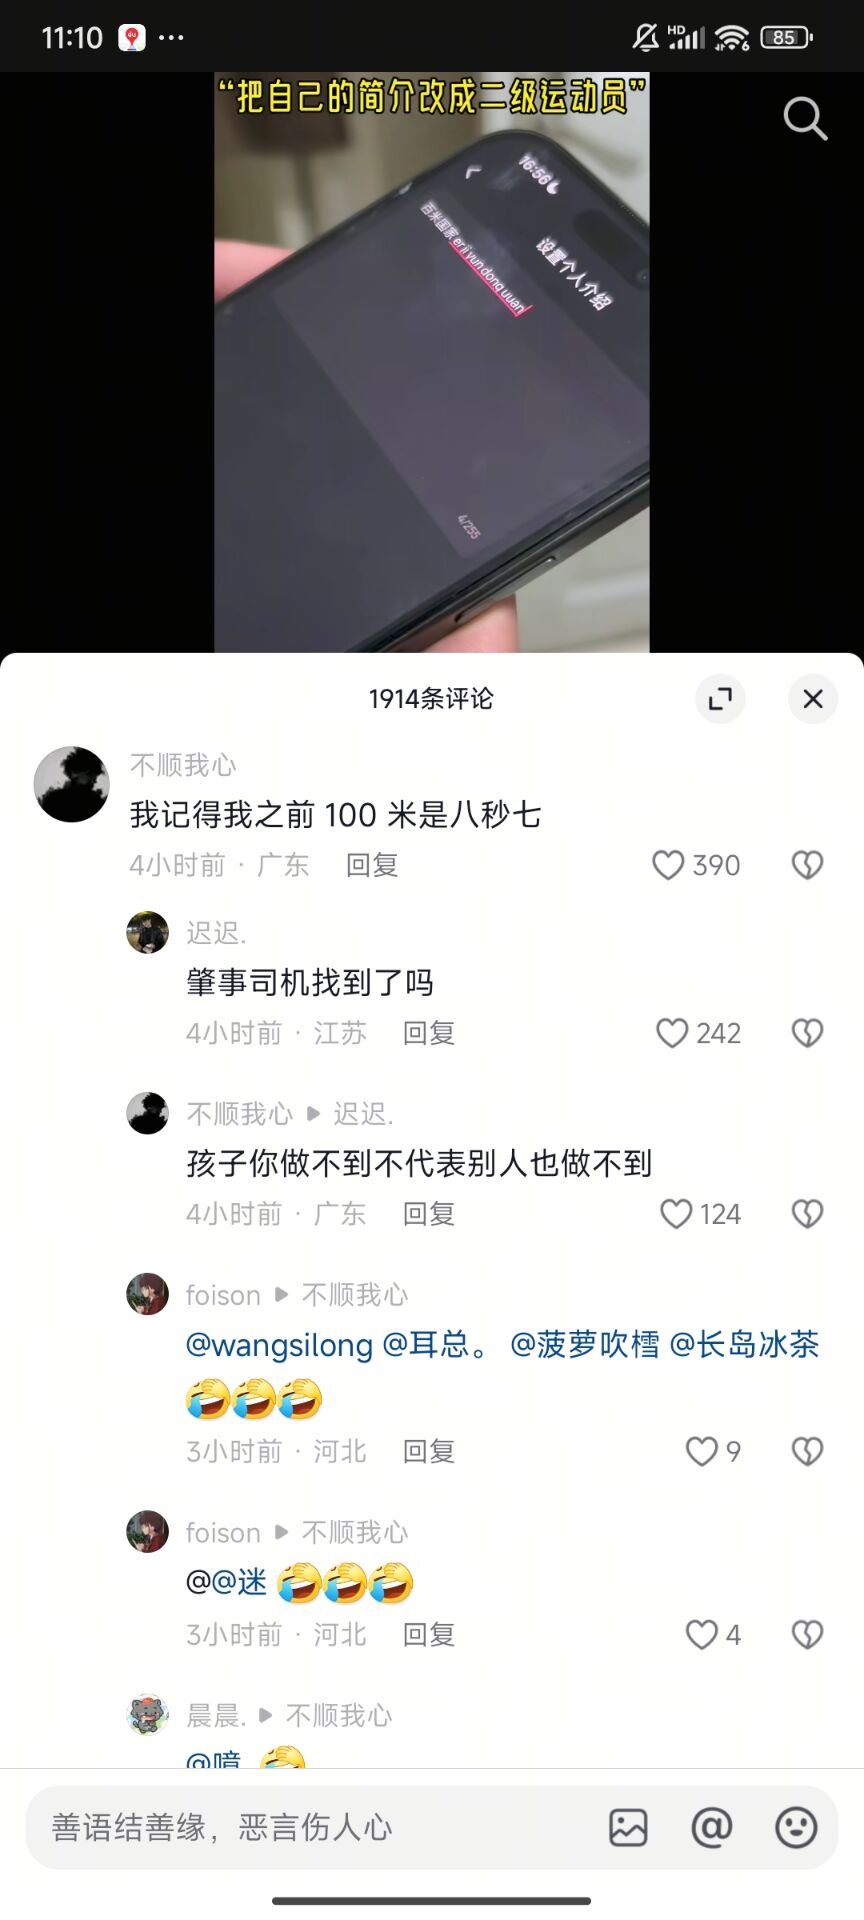 11:10
HD
6
85
“把自己的简介改成二级运动员”
16:56
设置个人介绍
百米国家er ji yun dong yuan
4/255
1914条评论
不顺我心
我记得我之前 100 米是八秒七
4小时前 · 广东 回复 390
迟迟.
肇事司机找到了吗
4小时前 · 江苏 回复 242
不顺我心 ▶ 迟迟.
孩子你做不到不代表别人也做不到
4小时前 · 广东 回复 124
foison ▶ 不顺我心
@wangsilong @耳总。 @菠萝吹樰 @长岛冰茶
🤣🤣🤣
3小时前 · 河北 回复 9
foison ▶ 不顺我心
@@迷 🤣🤣🤣
3小时前 · 河北 回复 4
晨晨. ▶ 不顺我心
@喷
善语结善缘，恶言伤人心